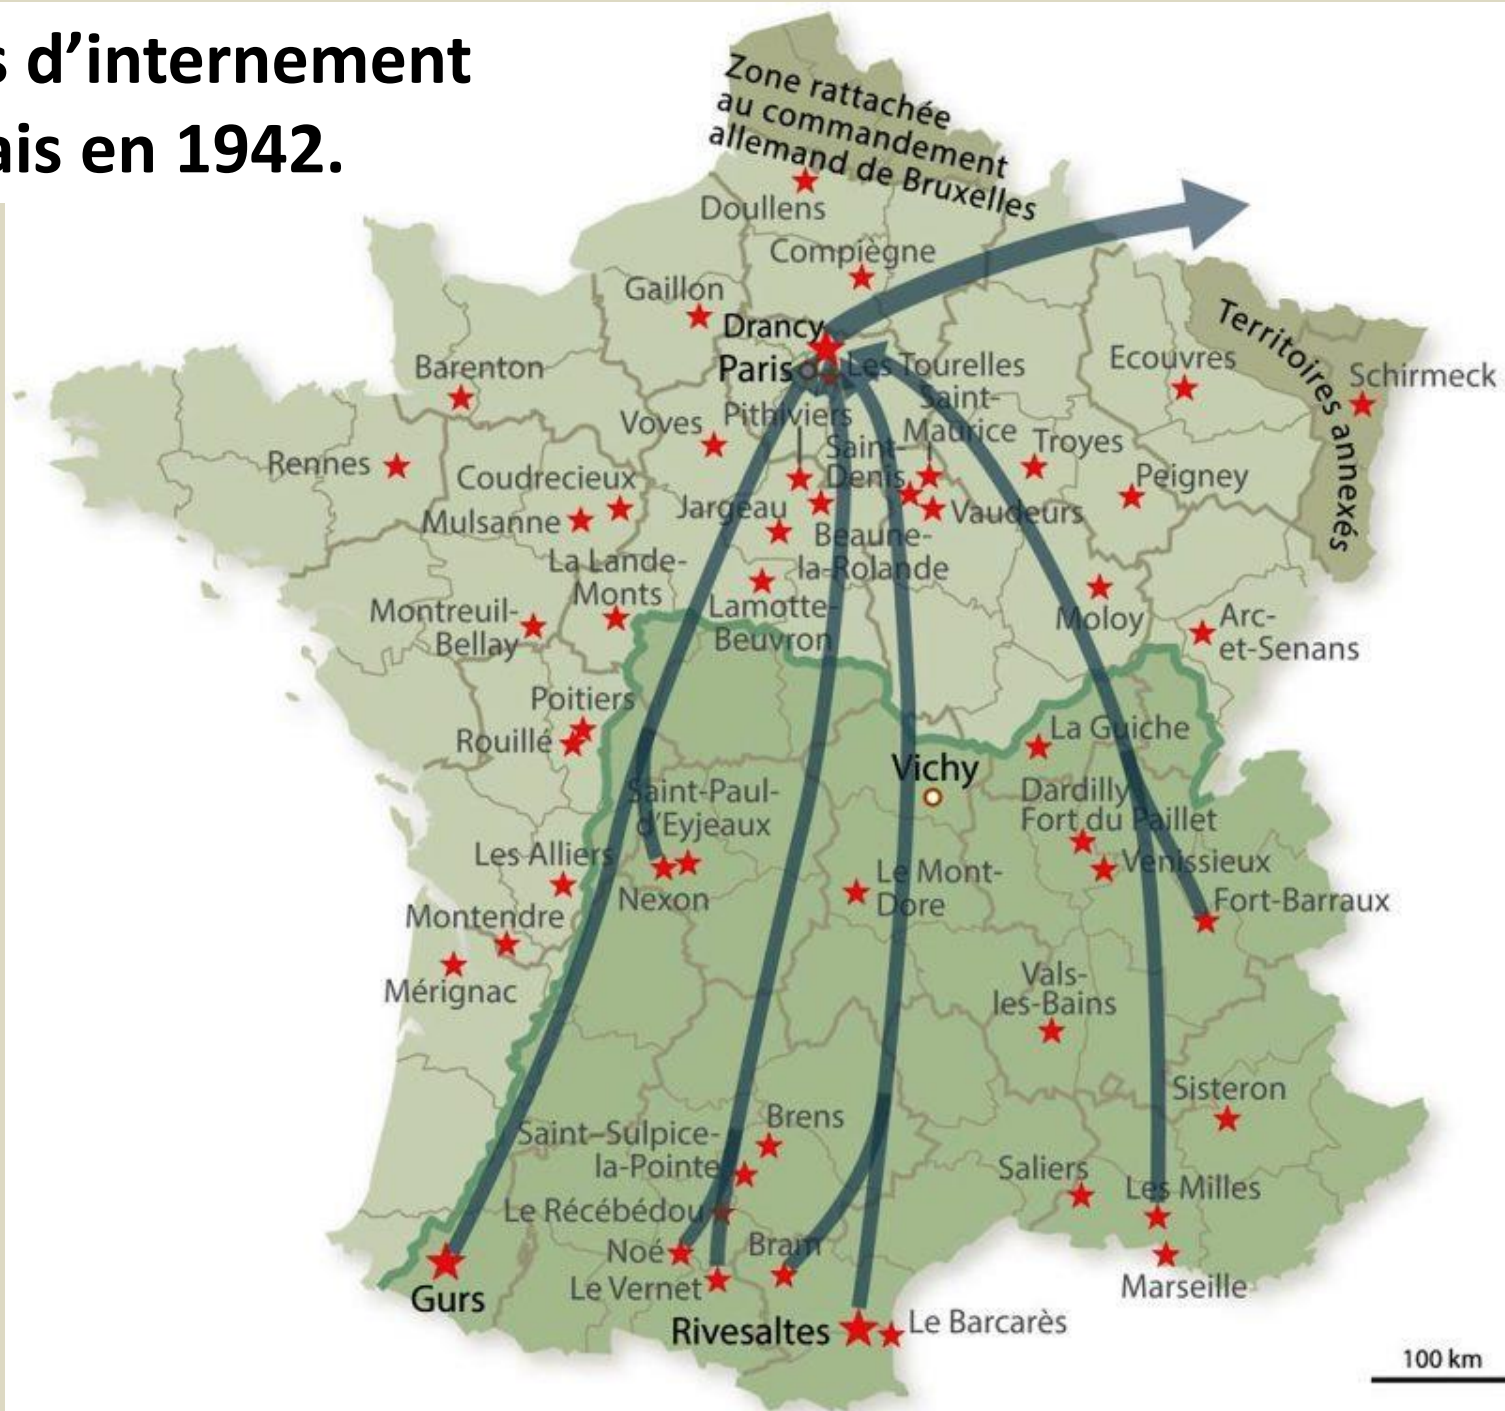 s d’internement
ais en 1942.
Zone rattachée
au commandement
allemand de Bruxelles
Doullens
Compiègne
Gaillon
Drancy
Paris
Les Tourelles
Ecouvres
Territoires annexés
Schirmeck
Barenton
Voves
Pithiviers
Saint-
Maurice
Saint-
Denis
Troyes
Rennes
Coudrecieux
Peigney
Mulsanne
Jargeau
Vaudeurs
Beaune-
la-Rolande
La Lande-
Monts
Lamotte-
Beuvron
Montreuil-
Bellay
Moloy
Arc-
et-Senans
Poitiers
Rouillé
La Guiche
Vichy
Saint-Paul-
d’Eyjeaux
Dardilly
Fort du Paillet
Les Alliers
Nexon
Le Mont-
Dore
Venissieux
Fort-Barraux
Montendre
Mérignac
Vals-
les-Bains
Sisteron
Brens
Saint–Sulpice-
la-Pointe
Saliers
Les Milles
Le Récébédou
Noé
Bram
Le Vernet
Marseille
Gurs
Rivesaltes
Le Barcarès
100 km